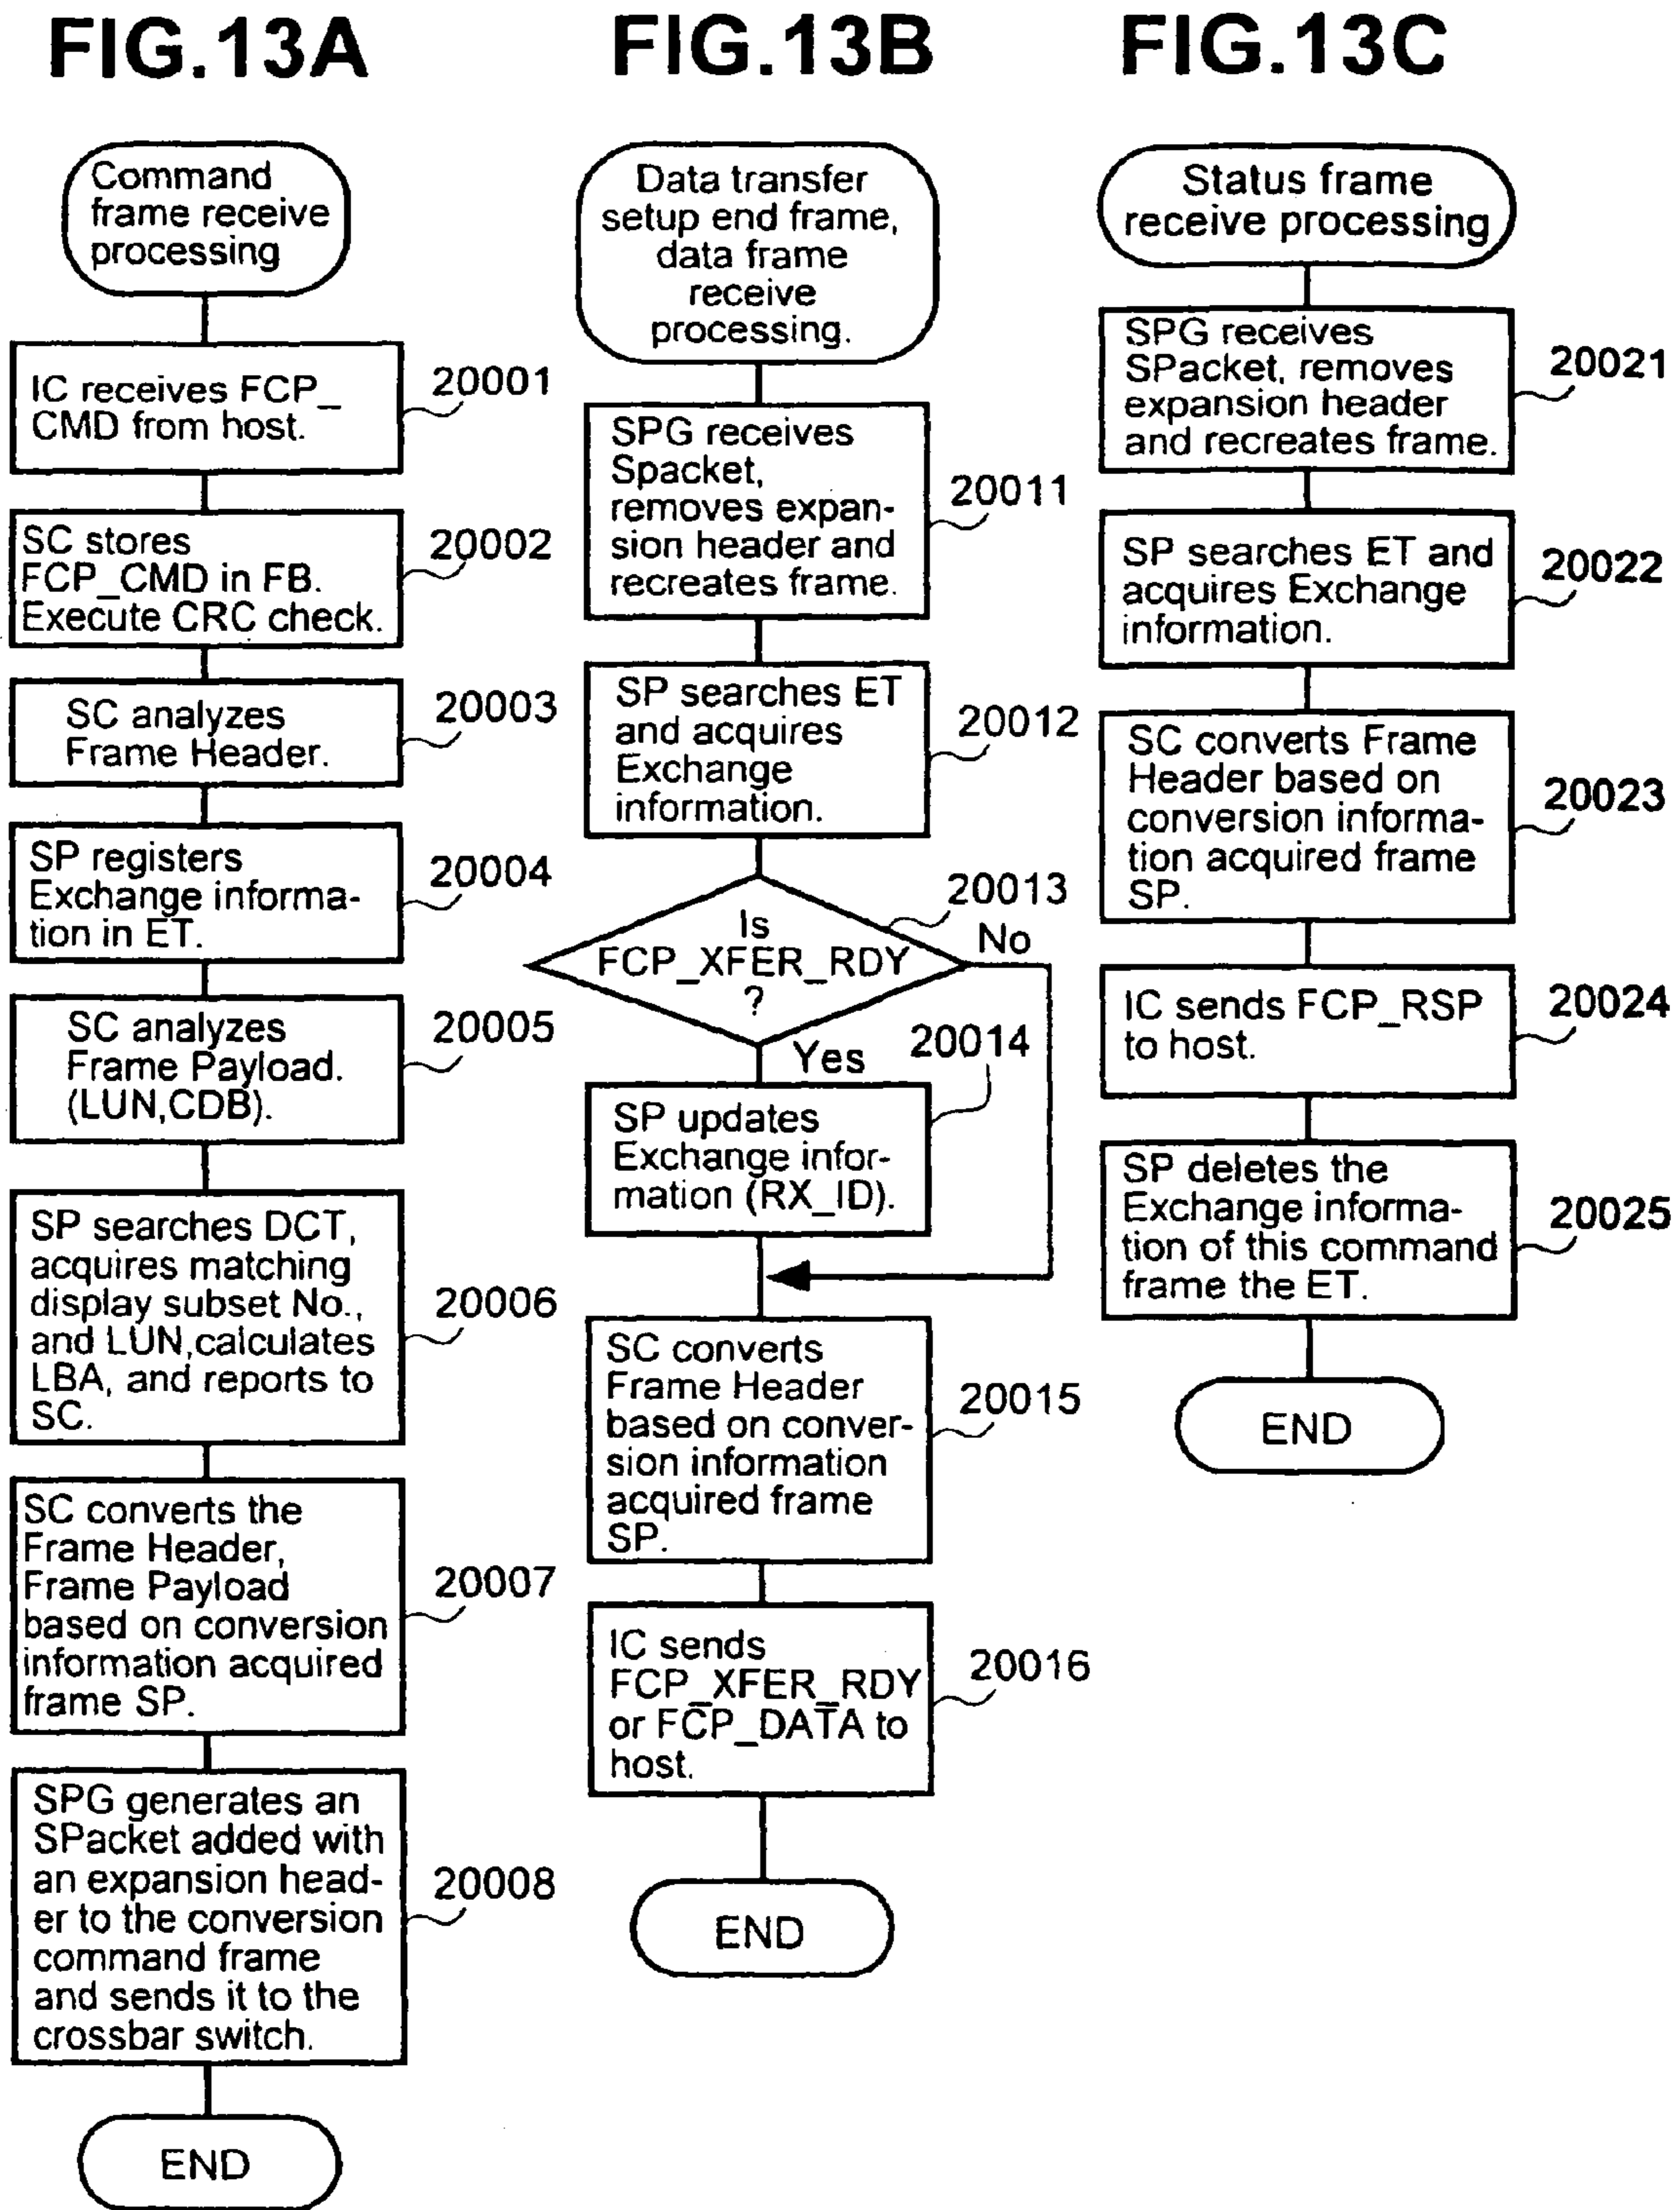 FIG.13A
Command
frame receive
processing
IC receives FCP_
CMD from host.
20001
SC stores
FCP_CMD in FB.
Execute CRC check.
20002
SC analyzes
Frame Header.
20003
SP registers
Exchange informa-
tion in ET.
20004
SC analyzes
Frame Payload.
(LUN,CDB).
20005
SP searches DCT,
acquires matching
display subset No.,
and LUN,calculates
LBA, and reports to
SC.
20006
SC converts the
Frame Header,
Frame Payload
based on conversion
information acquired
frame SP.
20007
SPG generates an
SPacket added with
an expansion head-
er to the conversion
command frame
and sends it to the
crossbar switch.
20008
END
FIG.13B
Data transfer
setup end frame,
data frame
receive
processing.
SPG receives
Spacket,
removes expan-
sion header and
recreates frame.
20011
SP searches ET
and acquires
Exchange
information.
20012
Is
FCP_XFER_RDY
?
20013
No
Yes
20014
SP updates
Exchange infor-
mation (RX_ID).
SC converts
Frame Header
based on conver-
sion information
acquired frame
SP.
20015
IC sends
FCP_XFER_RDY
or FCP_DATA to
host.
20016
END
FIG.13C
Status frame
receive processing
SPG receives
SPacket, removes
expansion header
and recreates frame.
20021
SP searches ET and
acquires Exchange
information.
20022
SC converts Frame
Header based on
conversion informa-
tion acquired frame
SP.
20023
IC sends FCP_RSP
to host.
20024
SP deletes the
Exchange informa-
tion of this command
frame the ET.
20025
END